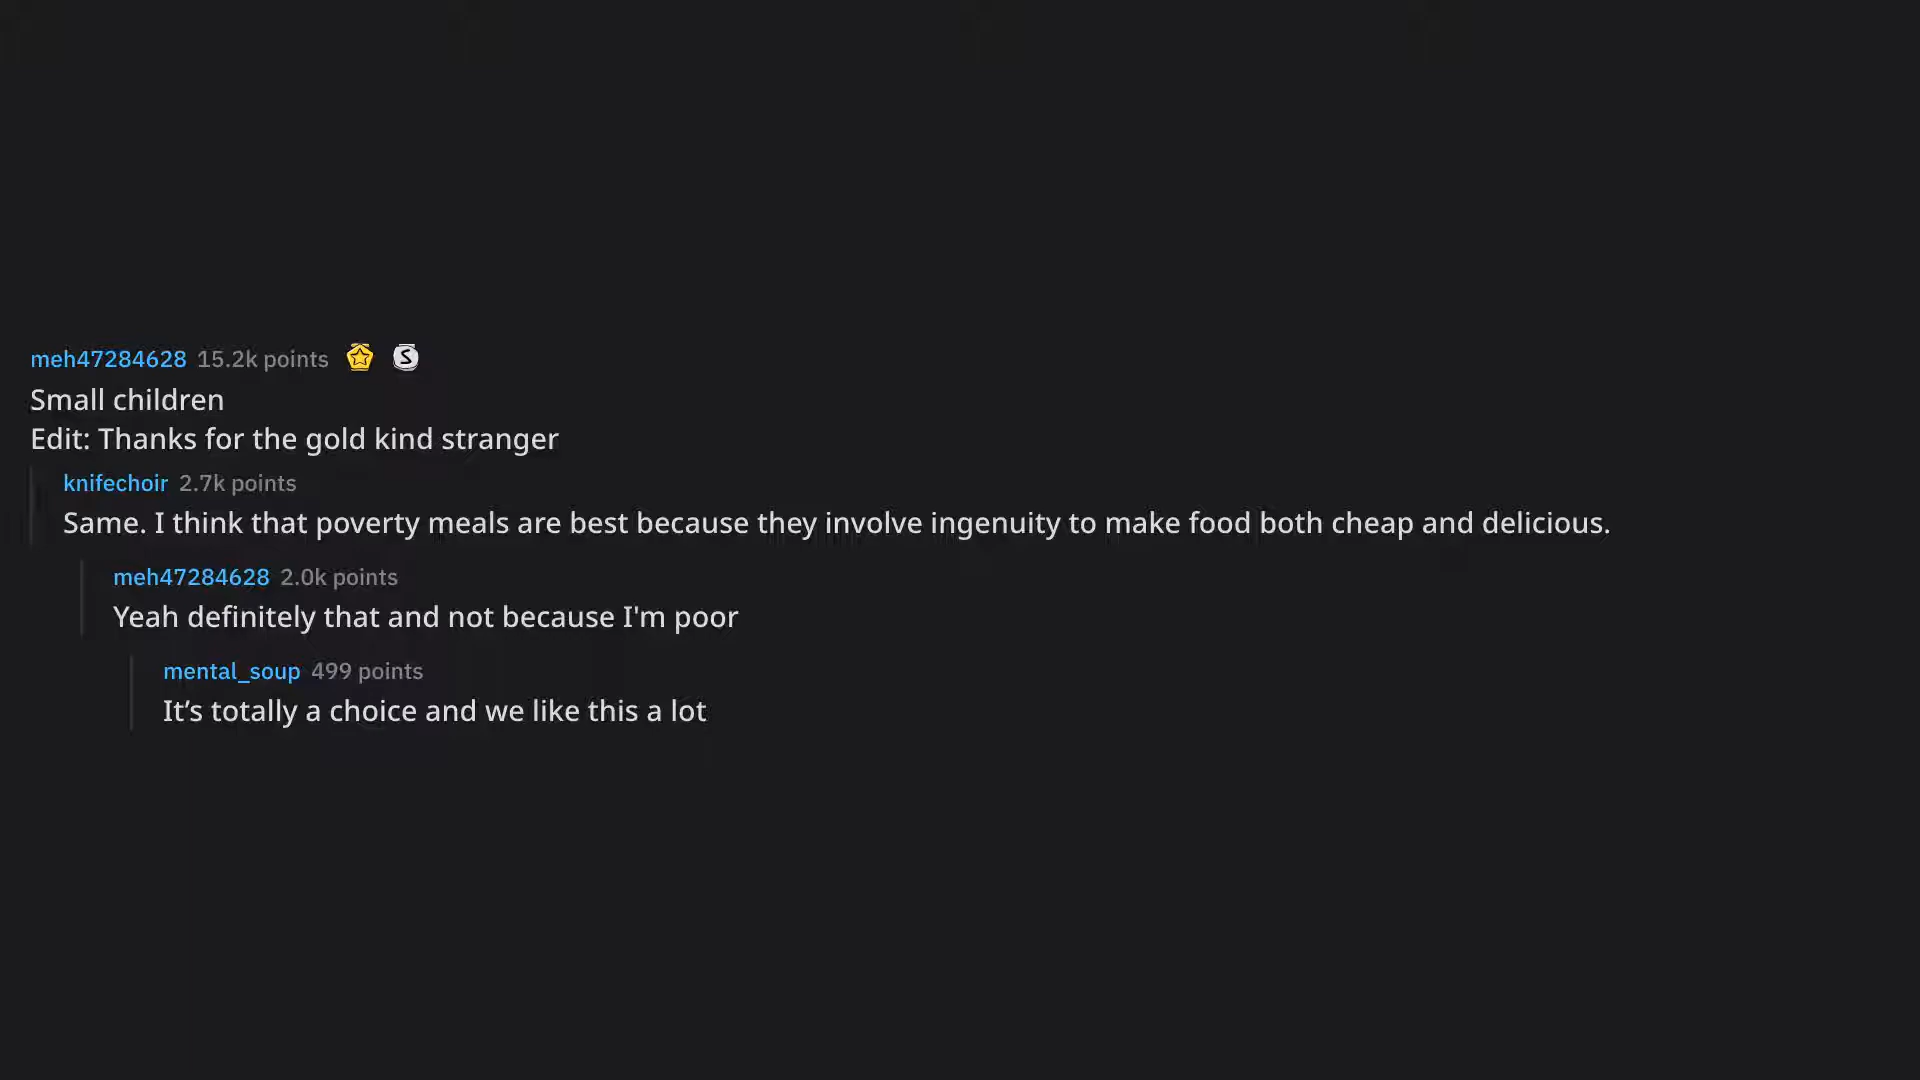 meh47284628 15.2k points
Small children
Edit: Thanks for the gold kind stranger
knifechoir 2.7k points
Same. I think that poverty meals are best because they involve ingenuity to make food both cheap and delicious.
meh47284628 2.0k points
Yeah definitely that and not because I'm poor
mental_soup 499 points
It’s totally a choice and we like this a lot